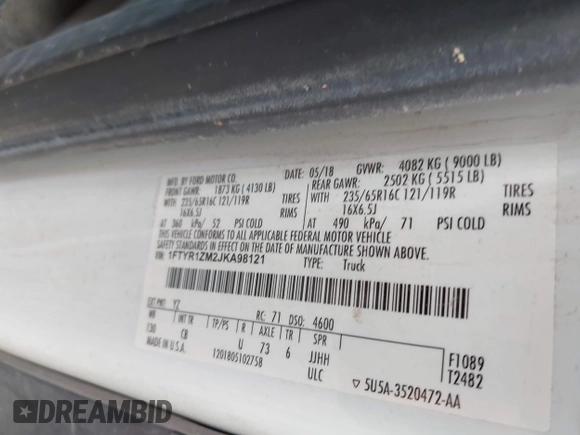 MFD. BY FORD MOTOR CO.
DATE: 05/18 GVWR: 4082 KG ( 9000 LB)
FRONT GAWR: 1873 KG ( 4130 LB) REAR GAWR: 2502 KG ( 5515 LB)
WITH 235/65R16C 121/119R TIRES WITH 235/65R16C 121/119R TIRES
16X6.5J RIMS 16X6.5J RIMS
AT 360 kPa/ 52 PSI COLD AT 490 kPa/ 71 PSI COLD
THIS VEHICLE CONFORMS TO ALL APPLICABLE FEDERAL MOTOR VEHICLE
SAFETY STANDARDS IN EFFECT ON THE DATE OF MANUFACTURE SHOWN ABOVE.
VIN: 1FTYR1ZM2JKA98121 TYPE: Truck
EXT PNT: YZ RC: 71 DSO: 4600
WB INT TR TP/PS R AXLE TR SPR F1089
130 CB U 73 6 JJHH T2482
1201805102758 ULC ▽ 5U5A-3520472-AA
DREAMBID